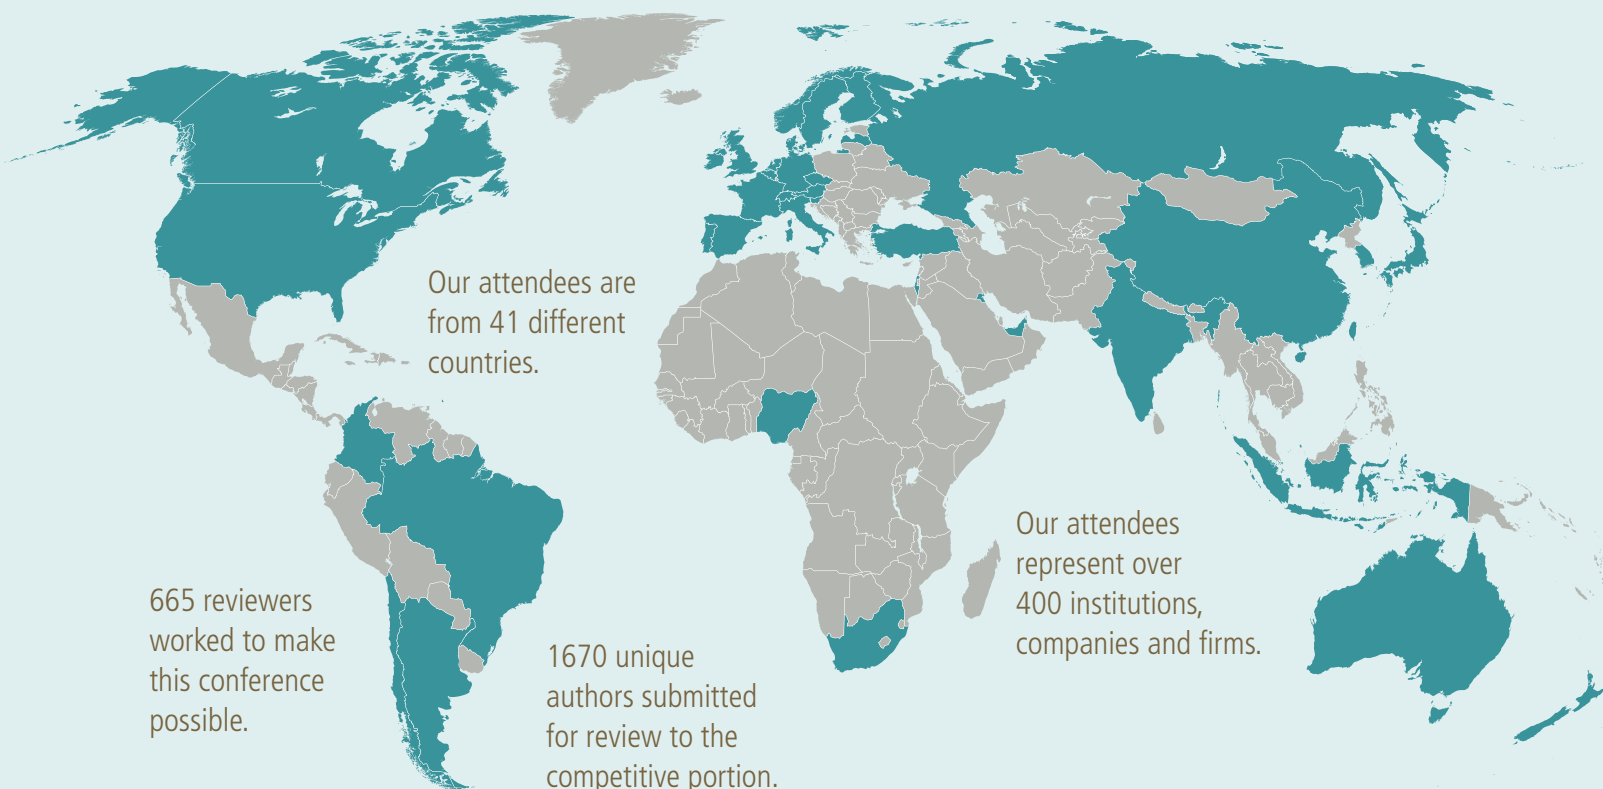 Our attendees are
from 41 different
countries.
Our attendees
represent over
400 institutions,
companies and firms.
665 reviewers
worked to make
this conference
possible.
1670 unique
authors submitted
for review to the
competitive portion.